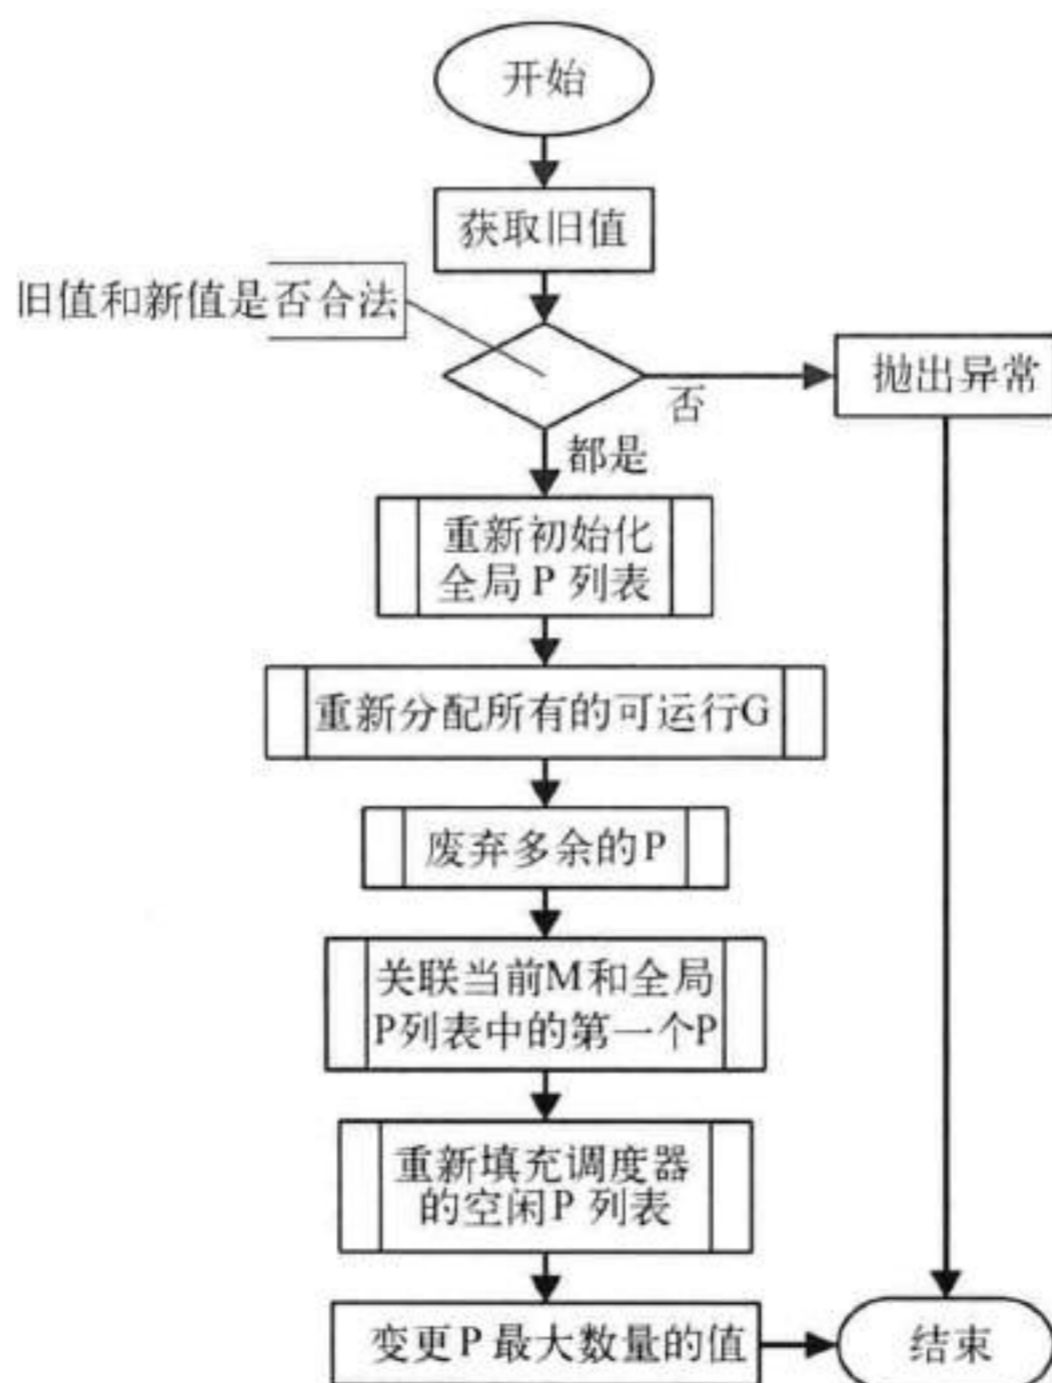 开始
获取旧值
旧值和新值是否合法
否
抛出异常
都是
重新初始化
全局P 列表
重新分配所有的可运行G
废弃多余的P
关联当前M和全局
P列表中的第一个P
重新填充调度器
的空闲P 列表
变更P 最大数量的值
结束